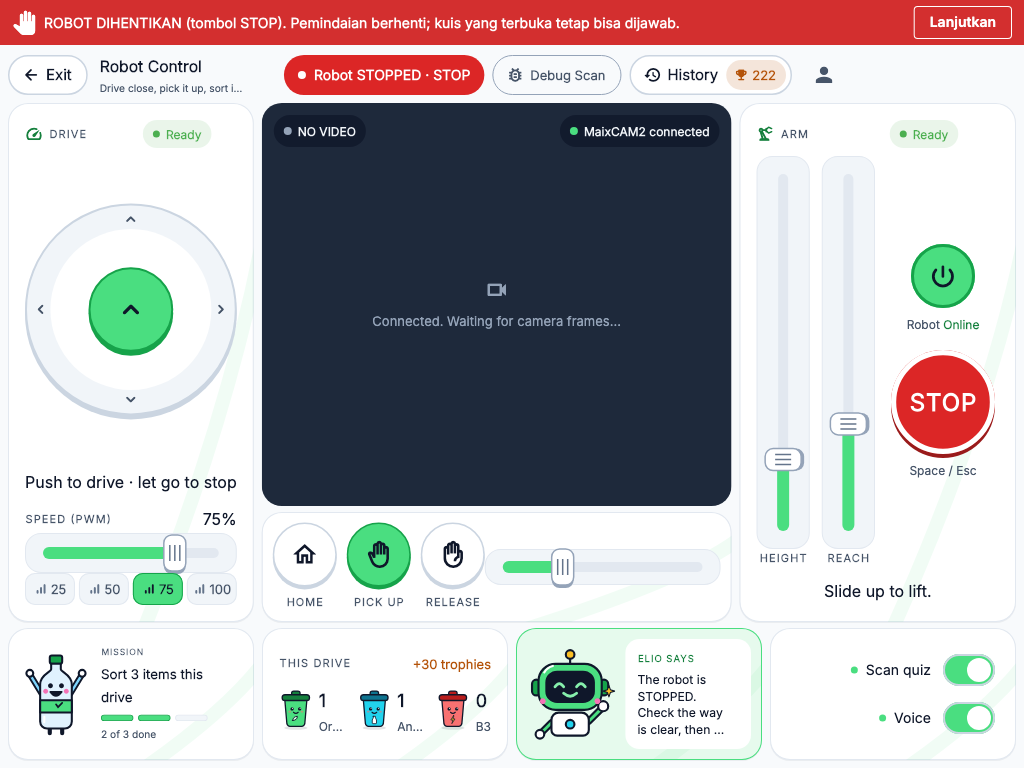 ROBOT DIHENTIKAN (tombol STOP). Pemindaian berhenti; kuis yang terbuka tetap bisa dijawab.
Lanjutkan
Exit
Robot Control
Drive close, pick it up, sort i...
Robot STOPPED · STOP
Debug Scan
History
222
DRIVE
Ready
Push to drive · let go to stop
SPEED (PWM)
75%
25
50
75
100
NO VIDEO
MaixCAM2 connected
Connected. Waiting for camera frames...
HOME
PICK UP
RELEASE
ARM
Ready
HEIGHT
REACH
Robot Online
STOP
Space / Esc
Slide up to lift.
MISSION
Sort 3 items this
drive
2 of 3 done
THIS DRIVE
+30 trophies
1
Or...
1
An...
0
B3
ELIO SAYS
The robot is
STOPPED.
Check the way
is clear, then ...
Scan quiz
Voice